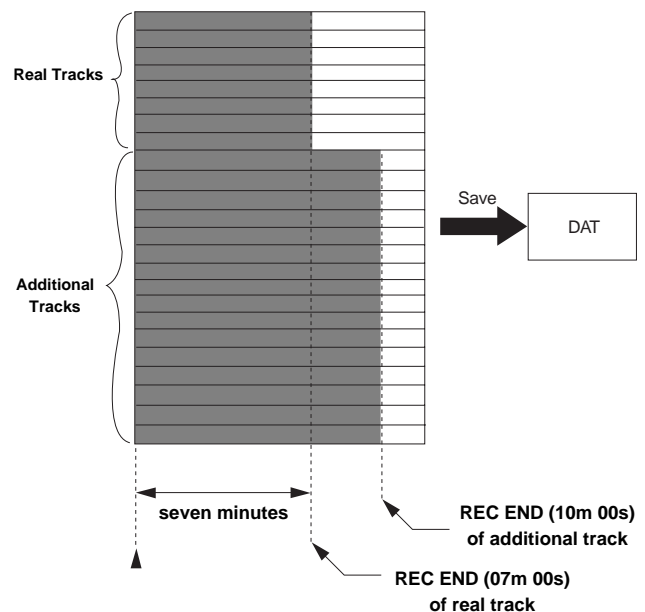 Real Tracks
Additional
Tracks
Save
DAT
seven minutes
REC END (10m 00s)
of additional track
REC END (07m 00s)
of real track